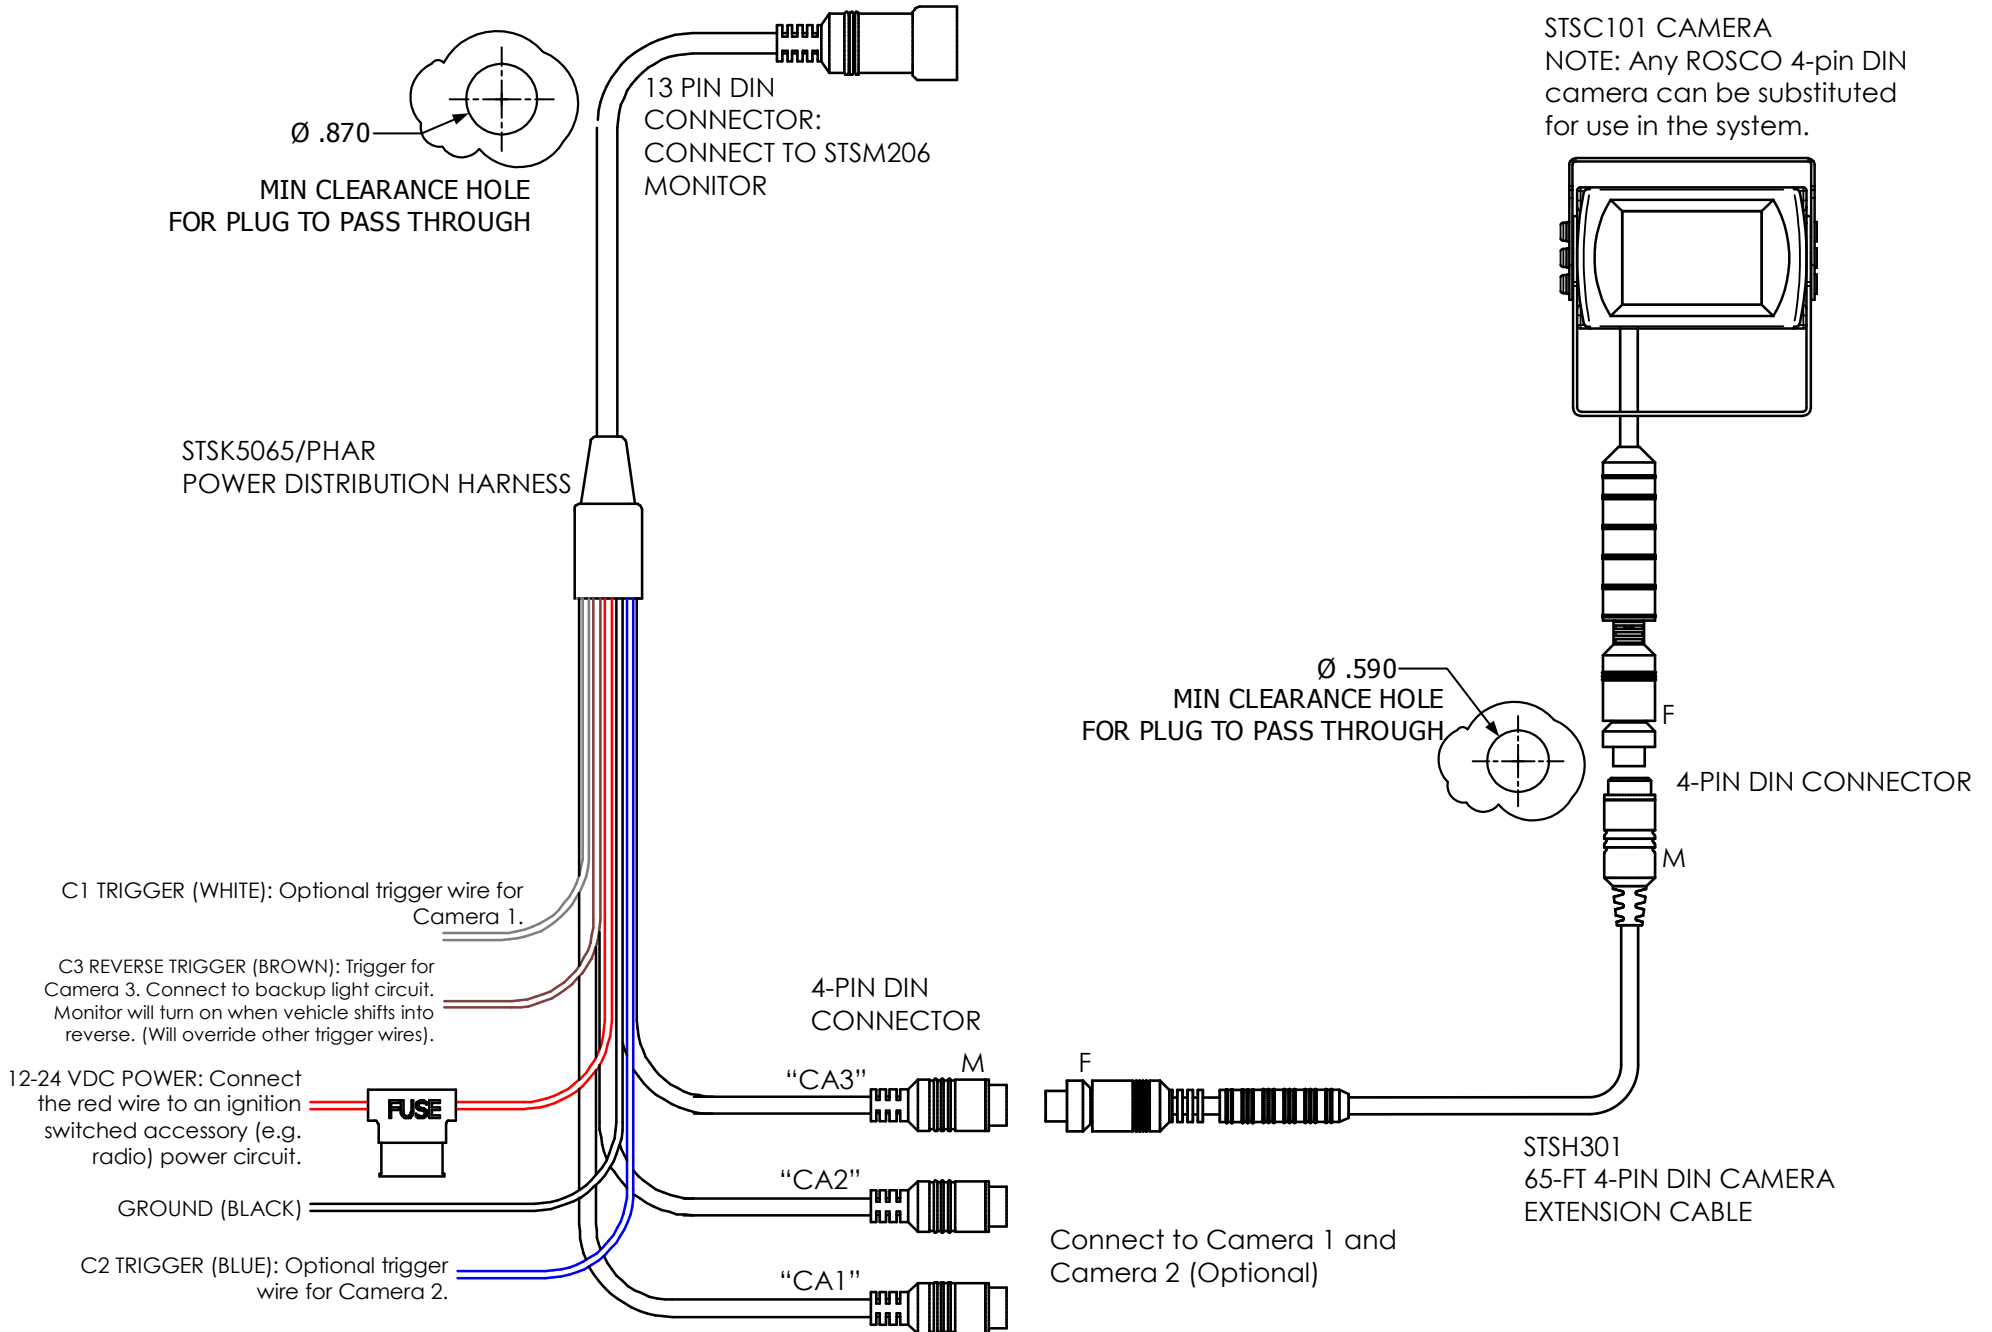 STSC101 CAMERA
NOTE: Any ROSCO 4-pin DIN
camera can be substituted
for use in the system.
13 PIN DIN
CONNECTOR:
CONNECT TO STSM206
MONITOR
Ø .870
MIN CLEARANCE HOLE
FOR PLUG TO PASS THROUGH
STSK5065/PHAR
POWER DISTRIBUTION HARNESS
Ø .590
MIN CLEARANCE HOLE
FOR PLUG TO PASS THROUGH
F
4-PIN DIN CONNECTOR
M
C1 TRIGGER (WHITE): Optional trigger wire for
Camera 1.
C3 REVERSE TRIGGER (BROWN): Trigger for
Camera 3. Connect to backup light circuit.
Monitor will turn on when vehicle shifts into
reverse. (Will override other trigger wires).
12-24 VDC POWER: Connect
the red wire to an ignition
switched accessory (e.g.
radio) power circuit.
FUSE
GROUND (BLACK)
C2 TRIGGER (BLUE): Optional trigger
wire for Camera 2.
4-PIN DIN
CONNECTOR
M
F
“CA3”
“CA2”
“CA1”
Connect to Camera 1 and
Camera 2 (Optional)
STSH301
65-FT 4-PIN DIN CAMERA
EXTENSION CABLE